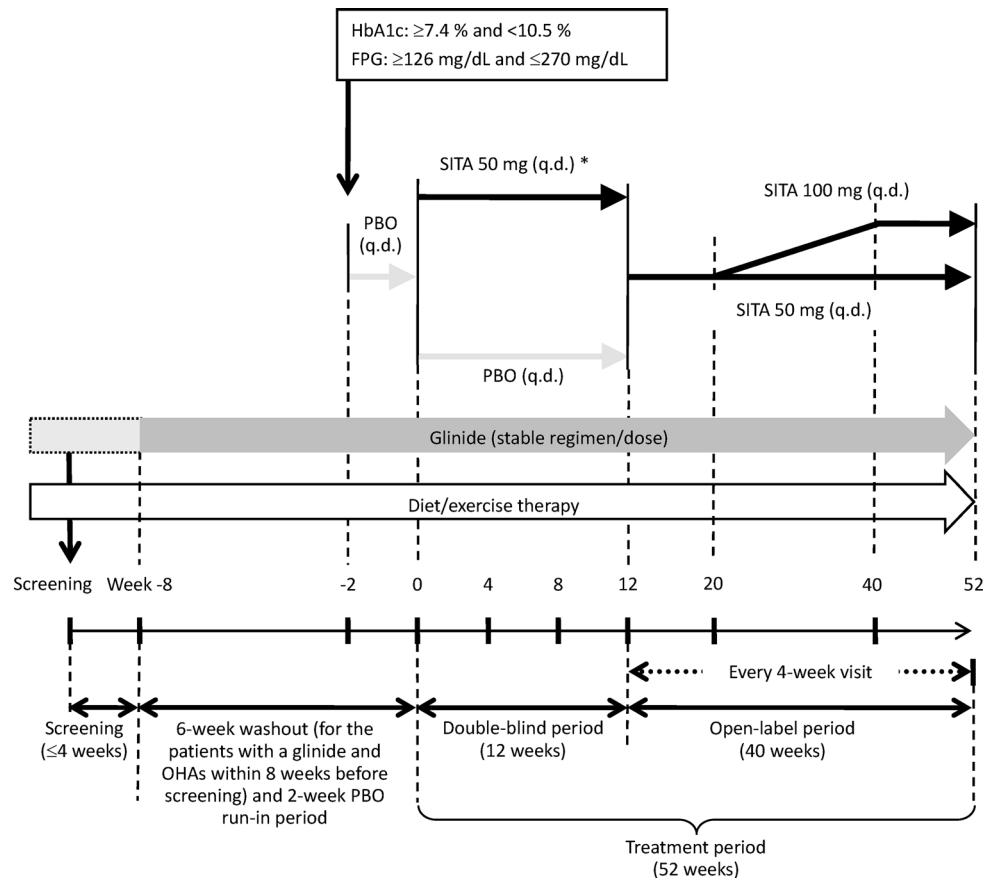 HbA1c: ≥7.4 % and <10.5 %
FPG: ≥126 mg/dL and ≤270 mg/dL
SITA 50 mg (q.d.) *
SITA 100 mg (q.d.)
PBO
(q.d.)
SITA 50 mg (q.d.)
PBO (q.d.)
Glinide (stable regimen/dose)
Diet/exercise therapy
Screening Week -8 -2 0 4 8 12 20 40 52
Every 4-week visit
Screening
(≤4 weeks)
6-week washout (for the
patients with a glinide and
OHAs within 8 weeks before
screening) and 2-week PBO
run-in period
Double-blind period
(12 weeks)
Open-label period
(40 weeks)
Treatment period
(52 weeks)